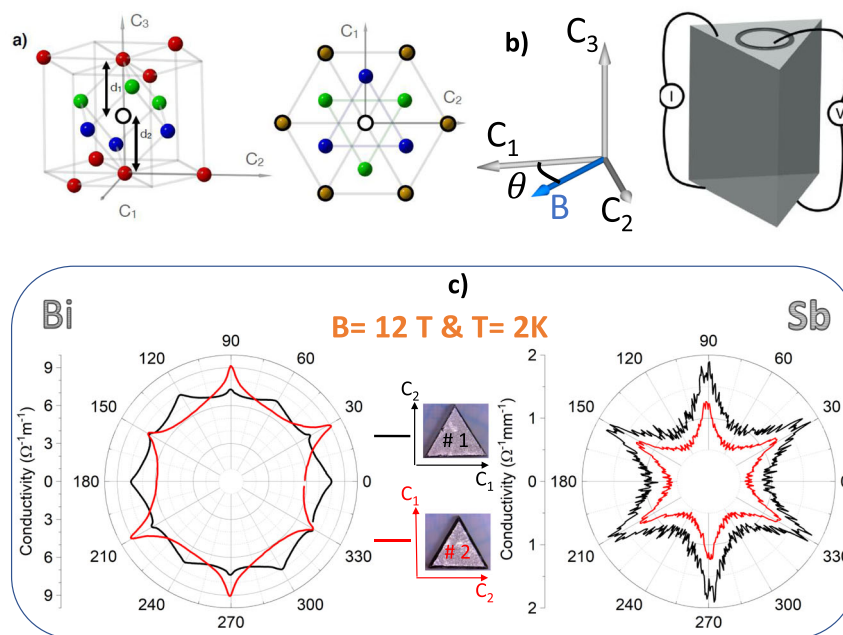 a)
C₃
d₁
d₂
C₂
C₁
C₁
C₂
b)
C₃
C₁
θ
B
C₂
I
V
c)
Bi
B= 12 T & T= 2K
Sb
Conductivity (Ω⁻¹m⁻¹)
9
6
3
0
3
6
9
90
60
30
0
330
300
270
240
210
180
150
120
C₂
# 1
C₁
C₁
# 2
C₂
Conductivity (Ω⁻¹mm⁻¹)
2
1
0
1
2
90
60
30
0
330
300
270
240
210
180
150
120